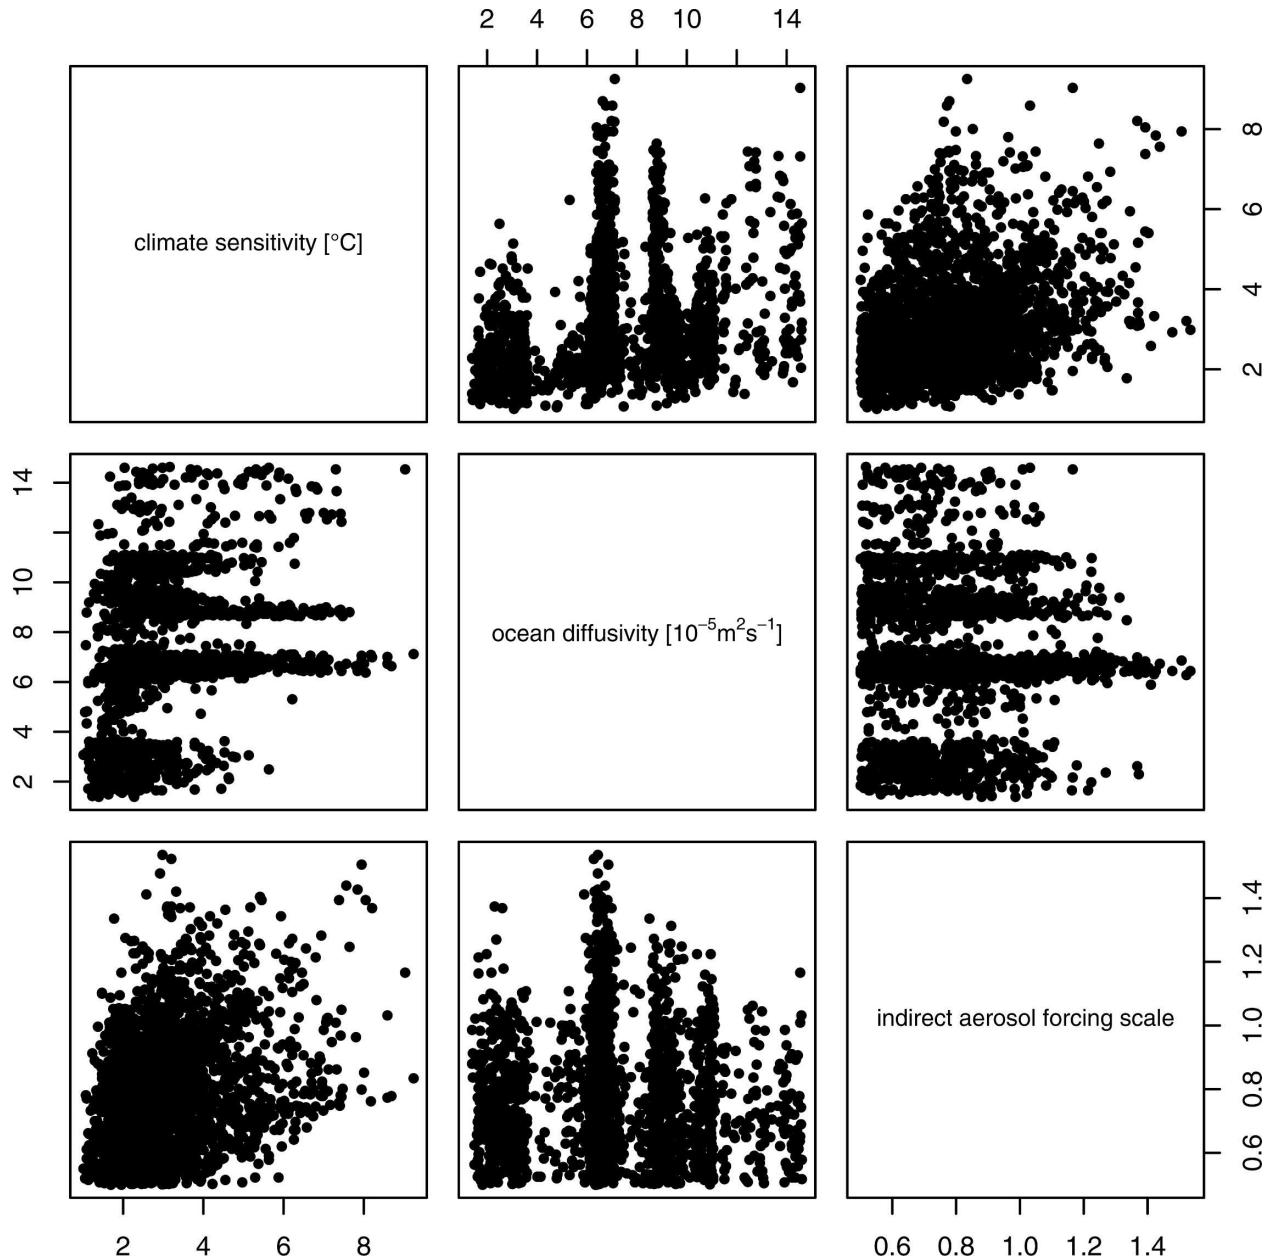 2 4 6 8 10 14
climate sensitivity [°C]
8
6
4
2
14
10
8
6
4
2
ocean diffusivity [10⁻⁵m²s⁻¹]
indirect aerosol forcing scale
1.4
1.2
1.0
0.8
0.6
2 4 6 8
0.6 0.8 1.0 1.2 1.4